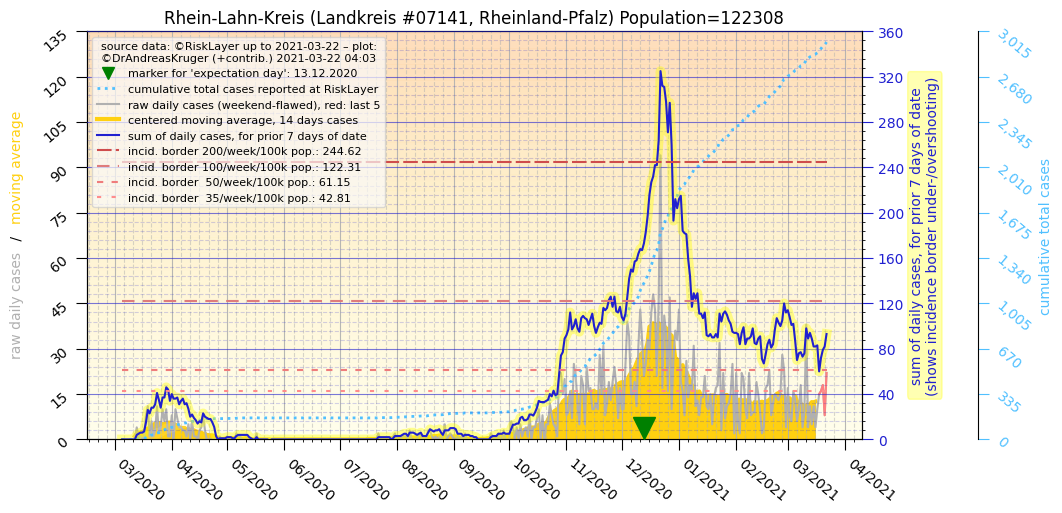 Rhein-Lahn-Kreis (Landkreis #07141, Rheinland-Pfalz) Population=122308
source data: ©RiskLayer up to 2021-03-22 – plot:
©DrAndreasKruger (+contrib.) 2021-03-22 04:03
marker for 'expectation day': 13.12.2020
cumulative total cases reported at RiskLayer
raw daily cases (weekend-flawed), red: last 5
centered moving average, 14 days cases
sum of daily cases, for prior 7 days of date
incid. border 200/week/100k pop.: 244.62
incid. border 100/week/100k pop.: 122.31
incid. border  50/week/100k pop.: 61.15
incid. border  35/week/100k pop.: 42.81
raw daily cases  /  moving average
135
120
105
90
75
60
45
30
15
0
03/2020
04/2020
05/2020
06/2020
07/2020
08/2020
09/2020
10/2020
11/2020
12/2020
01/2021
02/2021
03/2021
04/2021
360
320
280
240
200
160
120
80
40
0
sum of daily cases, for prior 7 days of date
(shows incidence border under-/overshooting)
3,015
2,680
2,345
2,010
1,675
1,340
1,005
670
335
0
cumulative total cases